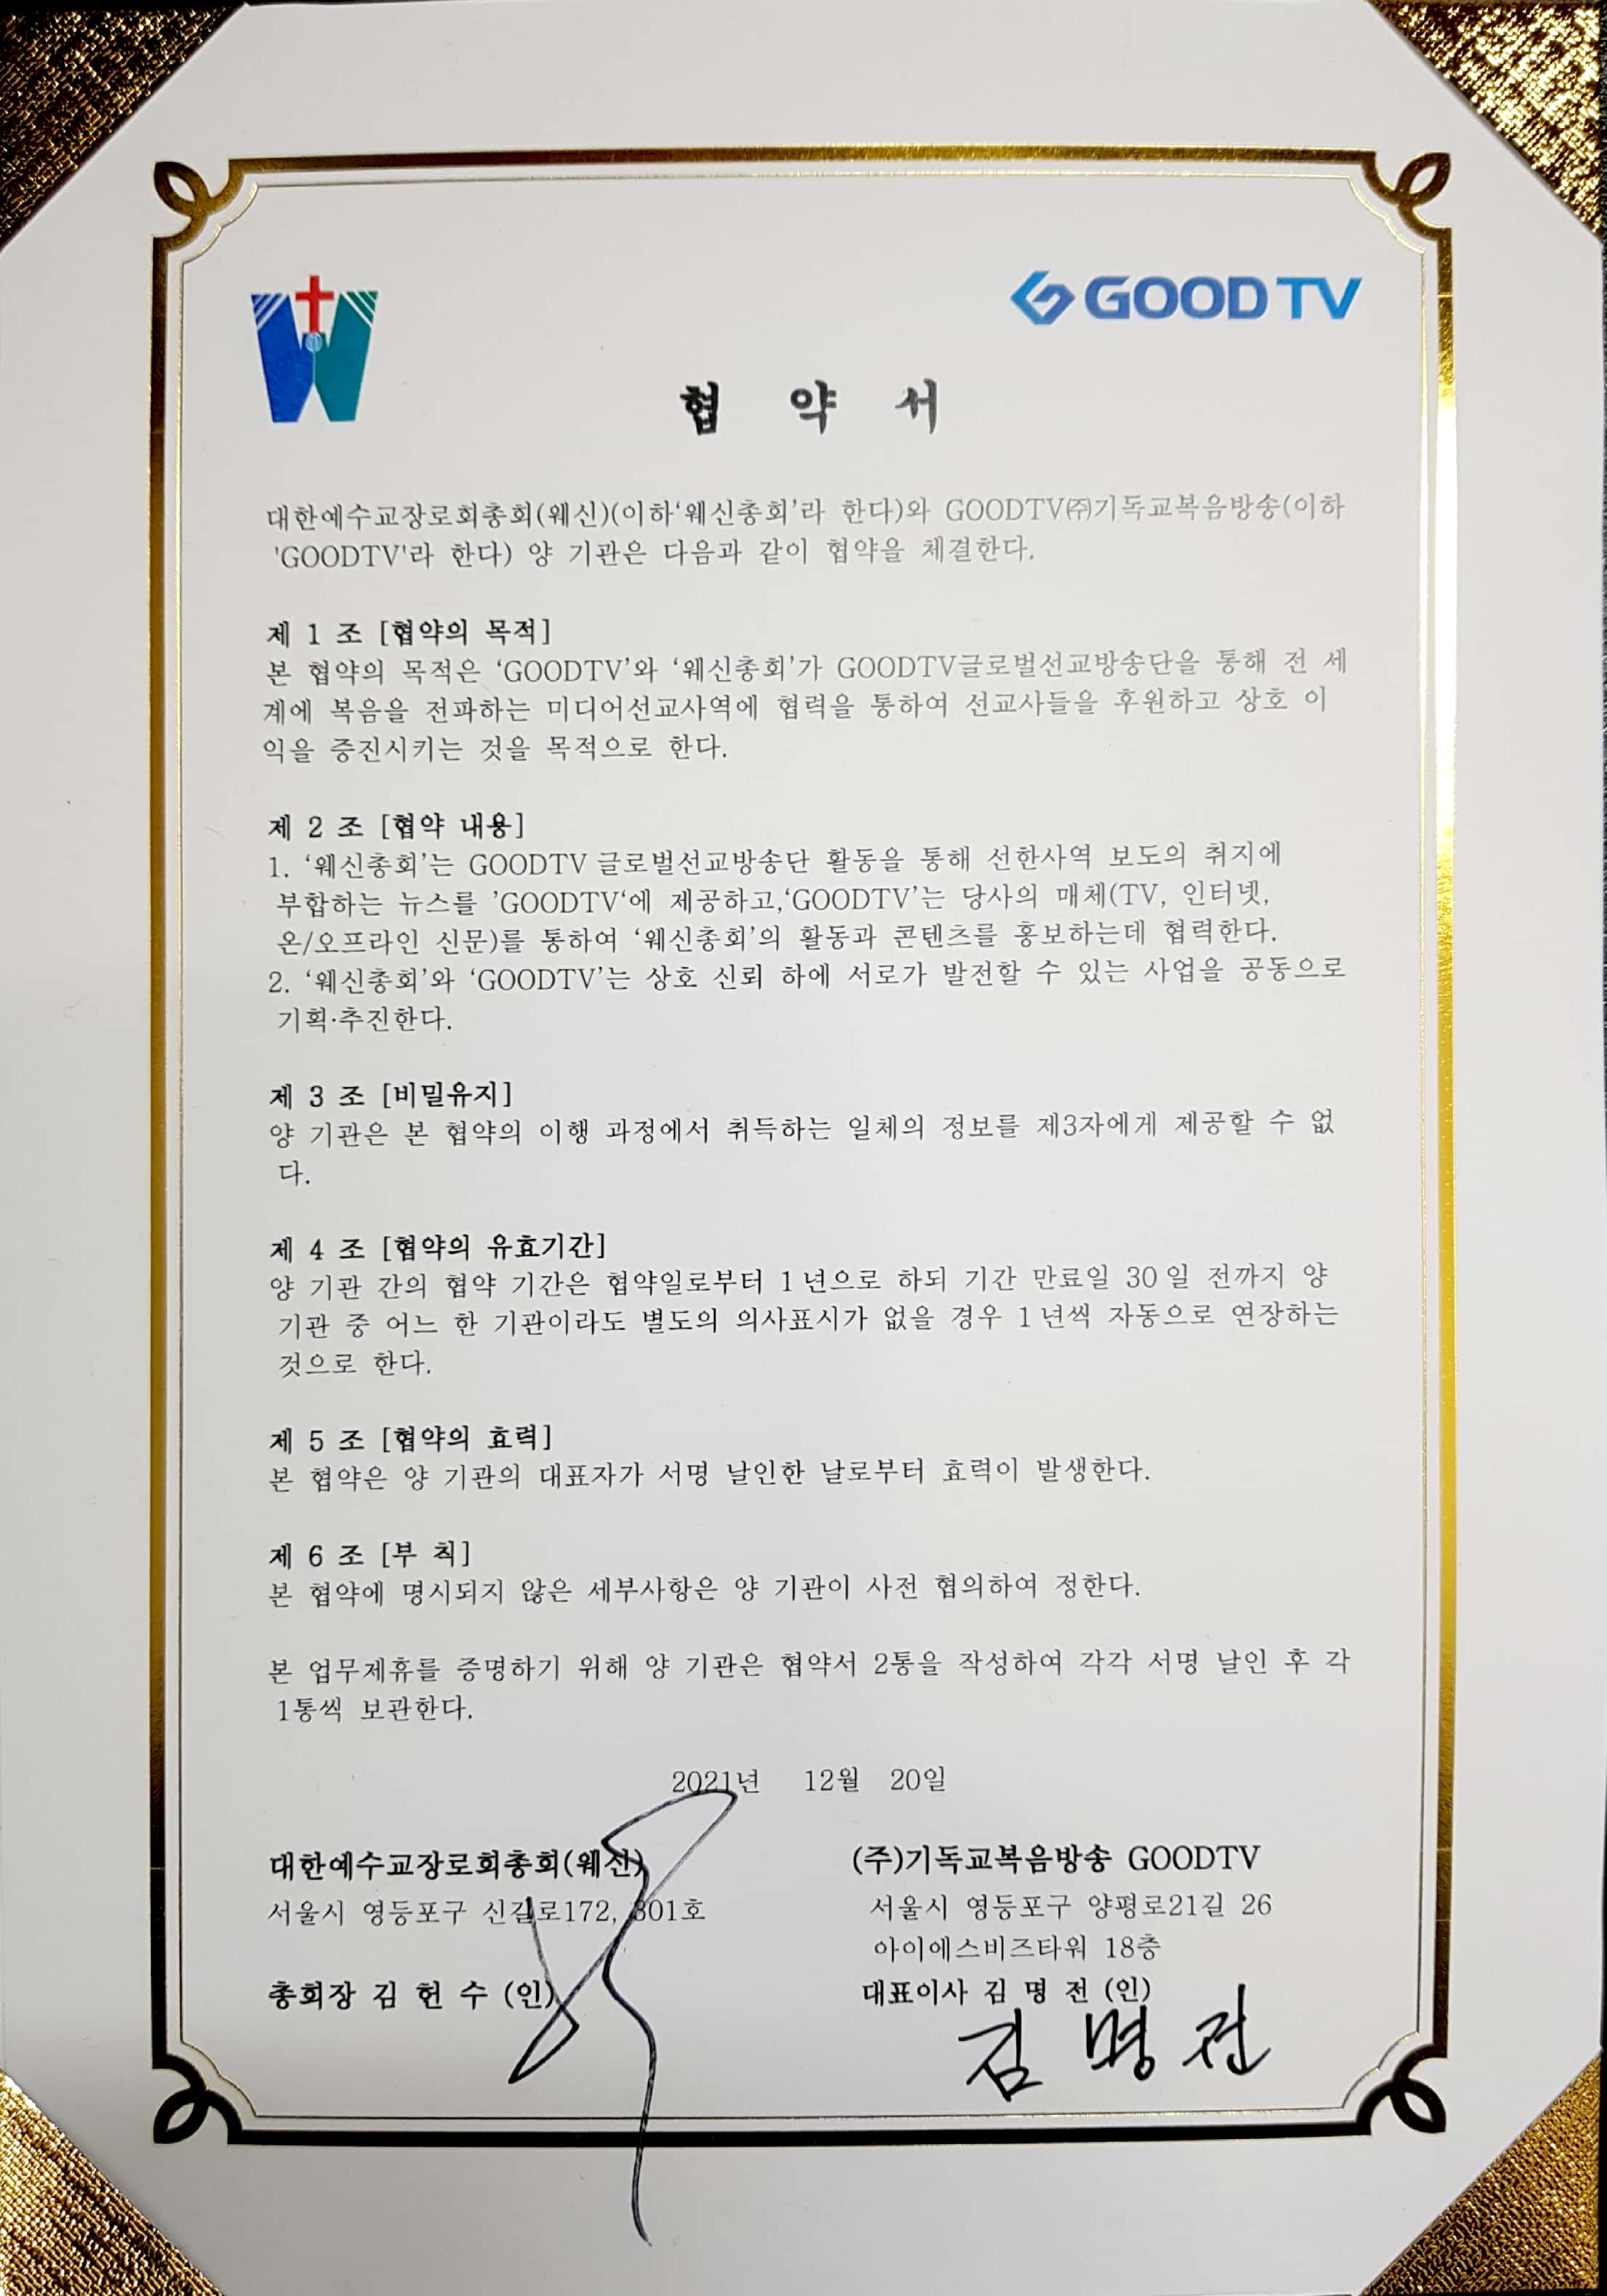 GOOD TV
협 약 서
대한예수교장로회총회(웨신)(이하‘웨신총회’라 한다)와 GOODTV㈜기독교복음방송(이하
'GOODTV'라 한다) 양 기관은 다음과 같이 협약을 체결한다.
제 1 조 [협약의 목적]
본 협약의 목적은 ‘GOODTV’와 ‘웨신총회’가 GOODTV글로벌선교방송단을 통해 전 세
계에 복음을 전파하는 미디어선교사역에 협력을 통하여 선교사들을 후원하고 상호 이
익을 증진시키는 것을 목적으로 한다.
제 2 조 [협약 내용]
1. ‘웨신총회’는 GOODTV 글로벌선교방송단 활동을 통해 선한사역 보도의 취지에
부합하는 뉴스를 ’GOODTV‘에 제공하고,‘GOODTV’는 당사의 매체(TV, 인터넷,
온/오프라인 신문)를 통하여 ‘웨신총회’의 활동과 콘텐츠를 홍보하는데 협력한다.
2. ‘웨신총회’와 ‘GOODTV’는 상호 신뢰 하에 서로가 발전할 수 있는 사업을 공동으로
기획·추진한다.
제 3 조 [비밀유지]
양 기관은 본 협약의 이행 과정에서 취득하는 일체의 정보를 제3자에게 제공할 수 없
다.
제 4 조 [협약의 유효기간]
양 기관 간의 협약 기간은 협약일로부터 1년으로 하되 기간 만료일 30일 전까지 양
기관 중 어느 한 기관이라도 별도의 의사표시가 없을 경우 1년씩 자동으로 연장하는
것으로 한다.
제 5 조 [협약의 효력]
본 협약은 양 기관의 대표자가 서명 날인한 날로부터 효력이 발생한다.
제 6 조 [부 칙]
본 협약에 명시되지 않은 세부사항은 양 기관이 사전 협의하여 정한다.
본 업무제휴를 증명하기 위해 양 기관은 협약서 2통을 작성하여 각각 서명 날인 후 각
1통씩 보관한다.
2021년 12월 20일
대한예수교장로회총회(웨신)
서울시 영등포구 신길로172, 301호
총회장 김 헌 수 (인)
(주)기독교복음방송 GOODTV
서울시 영등포구 양평로21길 26
아이에스비즈타워 18층
대표이사 김 명 전 (인)
김 명 전